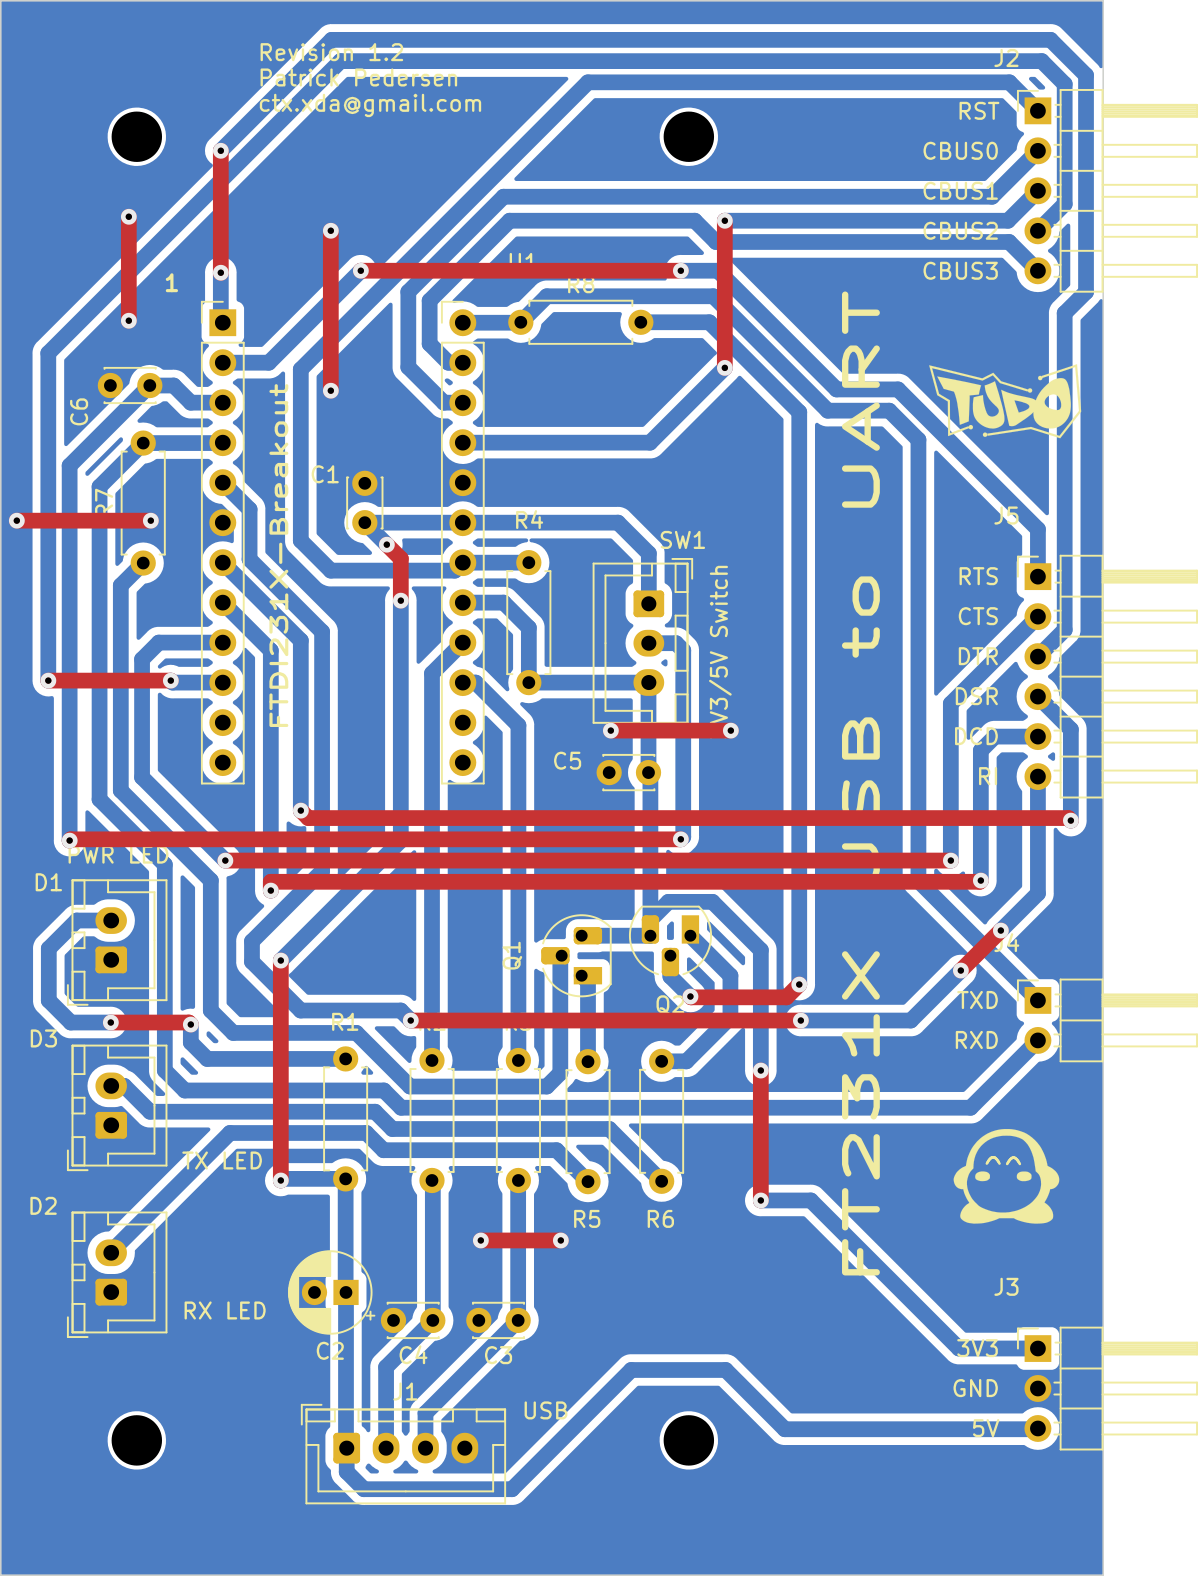 Revision 1.2
Patrick Pedersen
ctx.xda@gmail.com
J2
RST
CBUS0
CBUS1
CBUS2
CBUS3
1
U1
R8
TUDO
C6
R7
C1
R4
FTDI231X-Breakout
SW1
V3/5V Switch
J5
RTS
CTS
DTR
DSR
DCD
RI
C5
FT231X USB to UART
PWR LED
D1
Q1
Q2
J4
TXD
RXD
D3
R1
TX LED
D2
R5
R6
RX LED
C2
+
C4
C3
J3
3V3
GND
5V
J1
USB